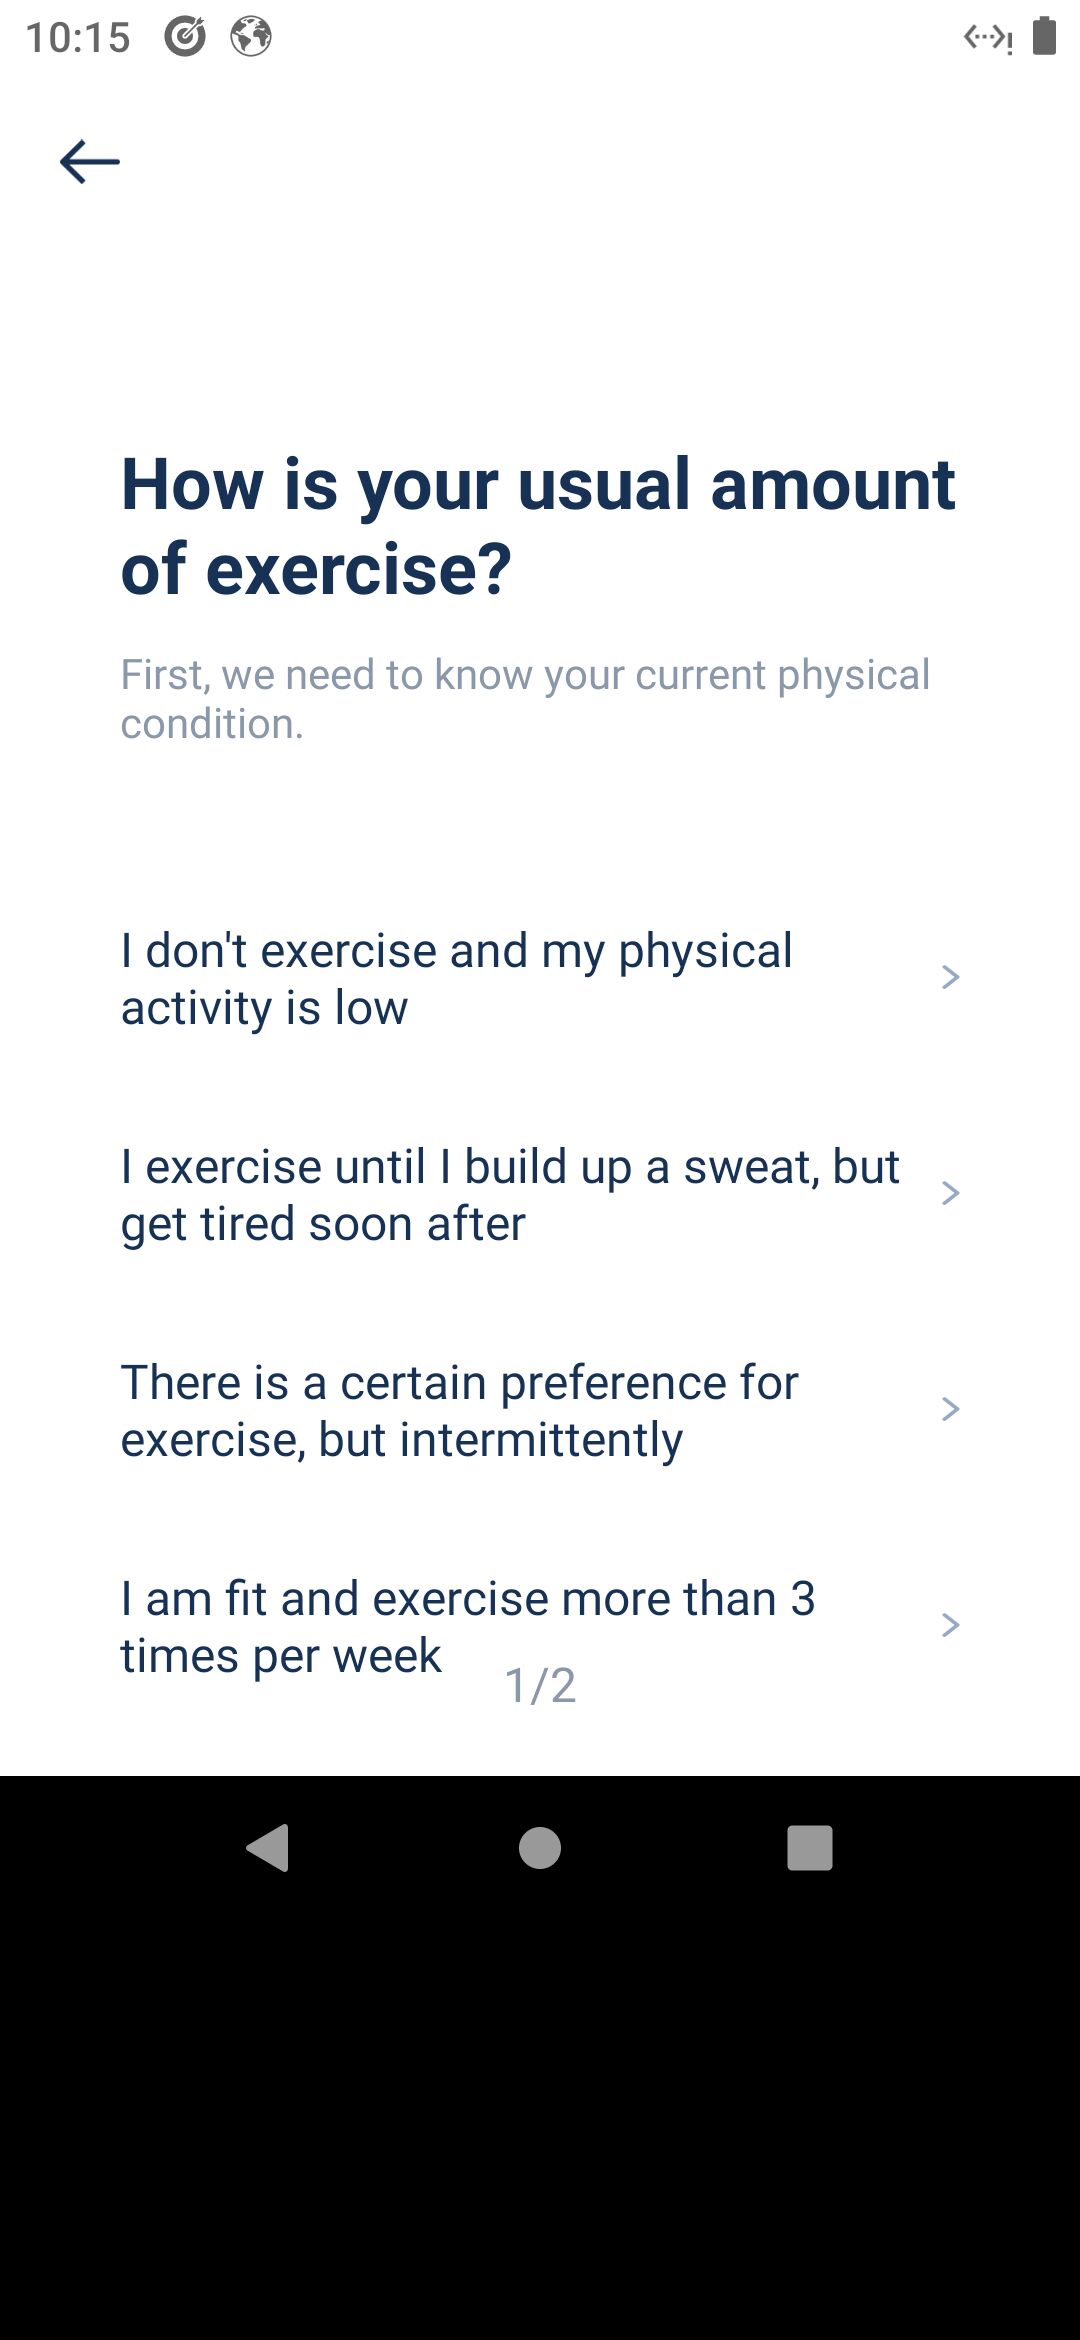 10:15
How is your usual amount
of exercise?
First, we need to know your current physical
condition.
I don't exercise and my physical
activity is low
I exercise until I build up a sweat, but
get tired soon after
There is a certain preference for
exercise, but intermittently
I am fit and exercise more than 3
times per week
1/2